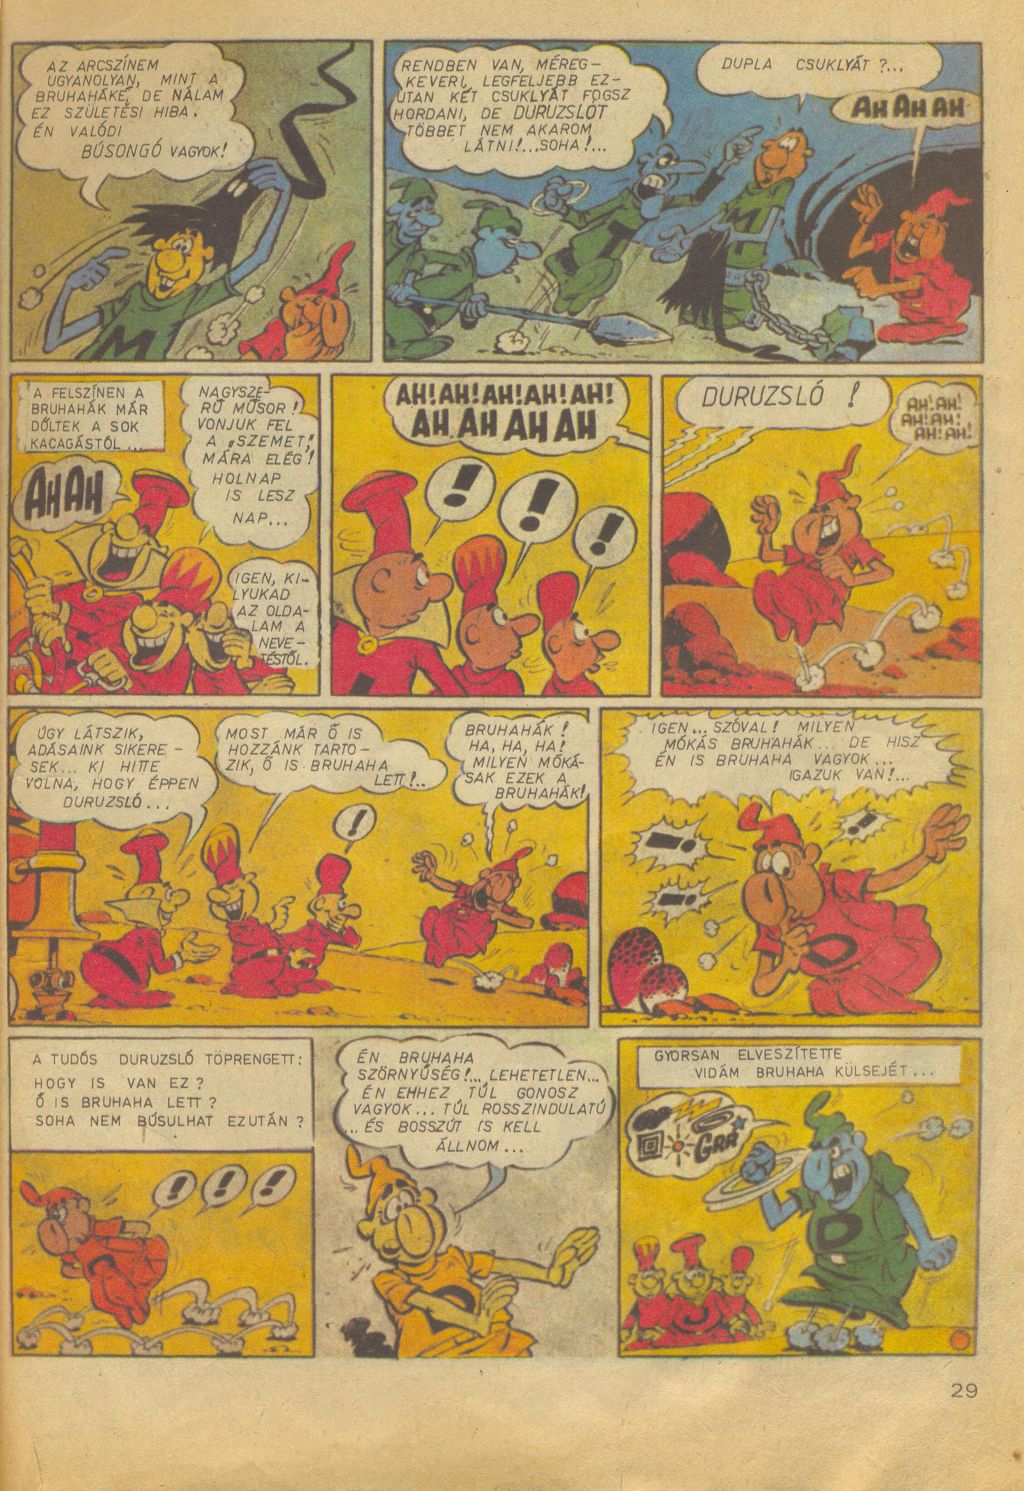 AZ ARCSZÍNEM
UGYANOLYAN, MINT A
BRUHAHÁKÉ, DE NÁLAM
EZ SZÜLETÉSI HIBA.
ÉN VALÓDI
BÚSONGÓ VAGYOK!
RENDBEN VAN, MÉREG-
KEVERI, LEGFELJEBB EZ-
UTÁN KÉT CSUKLYÁT FOGSZ
HORDANI, DE DURUZSLÓT
TÖBBET NEM AKAROM
LÁTNI!...SOHA!...
DUPLA CSUKLYÁT?...
AH AH AH
M
M
A FELSZÍNEN A
BRUHAHÁK MÁR
DŐLTEK A SOK
KACAGÁSTÓL...
NAGYSZE-
RŰ MŰSOR!
VONJUK FEL
A „SZEMET"!
MÁRA ELÉG!
HOLNAP
IS LESZ
NAP...
AH AH
IGEN, KI-
LYUKAD
AZ OLDA-
LAM A
NEVE-
TÉSTŐL.
AH! AH! AH! AH! AH!
AH AH AH AH
! ! !
DURUZSLÓ !
AH! AH!
AH! AH!
AH! AH!
ÚGY LÁTSZIK,
ADÁSAINK SIKERE-
SEK... KI HITTE
VOLNA, HOGY ÉPPEN
DURUZSLÓ...
MOST MÁR Ő IS
HOZZÁNK TARTO-
ZIK, Ő IS BRUHAHA
LETT!..
!
BRUHAHÁK!
HA, HA, HA!
MILYEN MÓKÁ-
SAK EZEK A
BRUHAHÁK!
IGEN... SZÓVAL! MILYEN
MÓKÁS BRUHAHÁK... DE HISZ
ÉN IS BRUHAHA VAGYOK...
IGAZUK VAN!...
! ! !
A TUDÓS DURUZSLÓ TÖPRENGETT:
HOGY IS VAN EZ?
Ő IS BRUHAHA LETT?
SOHA NEM BÚSULHAT EZUTÁN?
! ! !
ÉN BRUHAHA
SZÖRNYŰSÉG!... LEHETETLEN...
ÉN EHHEZ TÚL GONOSZ
VAGYOK... TÚL ROSSZINDULATÚ
...ÉS BOSSZÚT IS KELL
ÁLLNOM...
GYORSAN ELVESZÍTETTE
VIDÁM BRUHAHA KÜLSEJÉT...
GRR
D
29